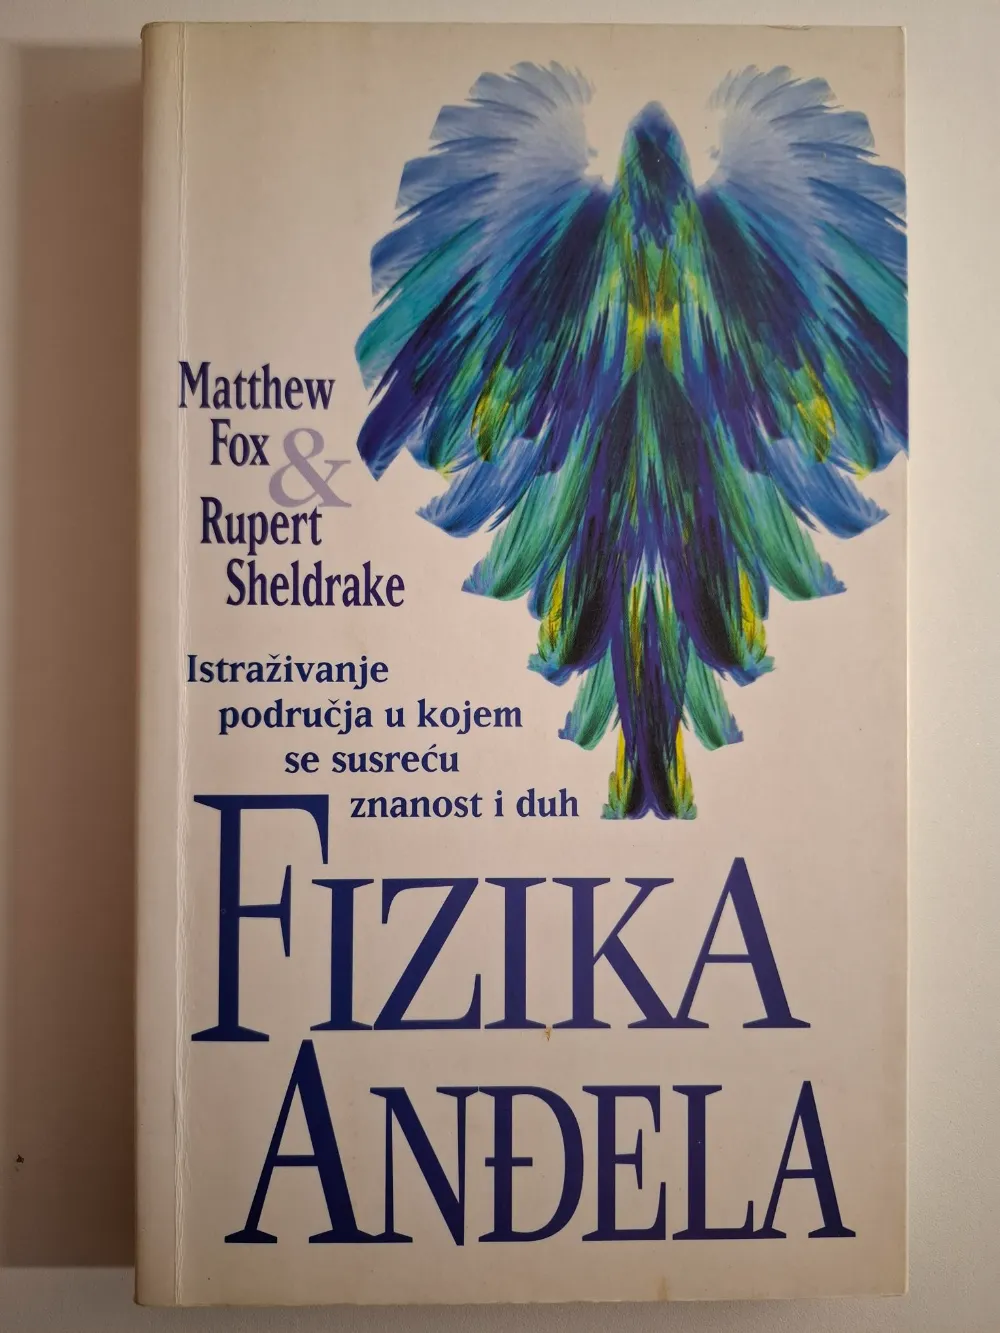 Matthew
Fox &
Rupert
Sheldrake
Istraživanje
područja u kojem
se susreću
znanost i duh
FIZIKA
ANĐELA